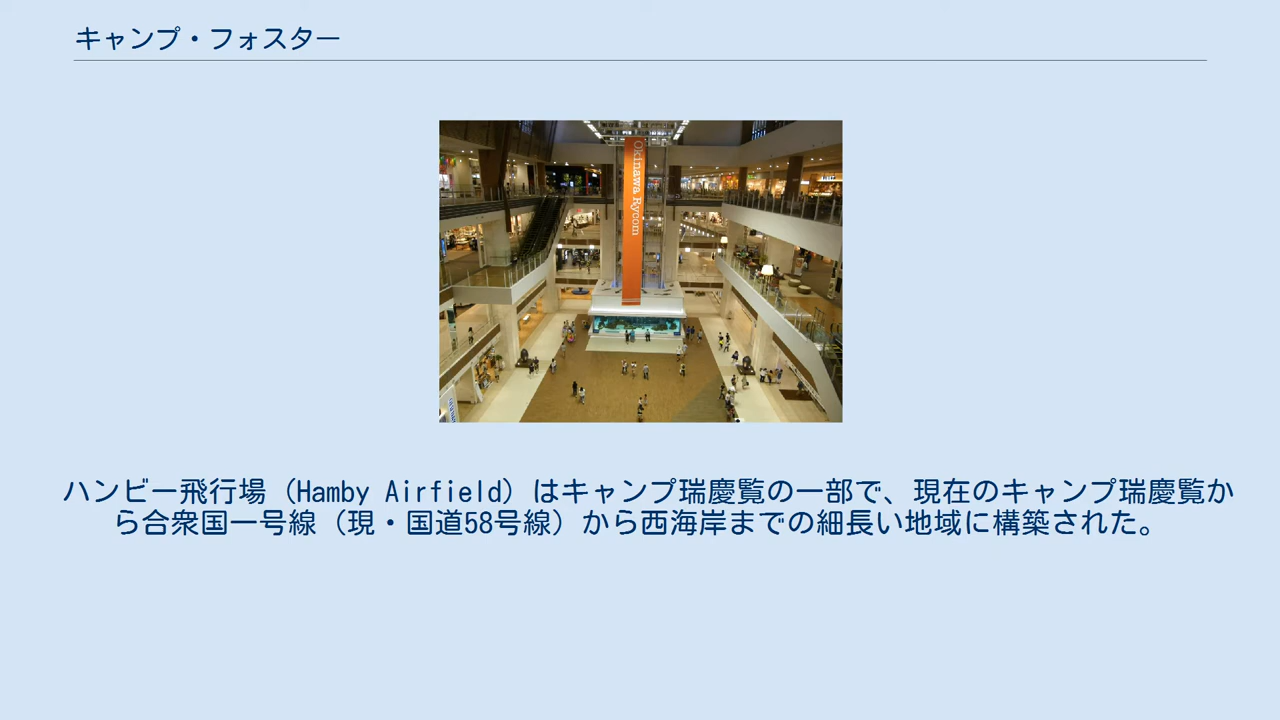 キャンプ・フォスター
Okinawa Rycom
ハンビー飛行場（Hamby Airfield）はキャンプ瑞慶覧の一部で、現在のキャンプ瑞慶覧か
ら合衆国一号線（現・国道58号線）から西海岸までの細長い地域に構築された。